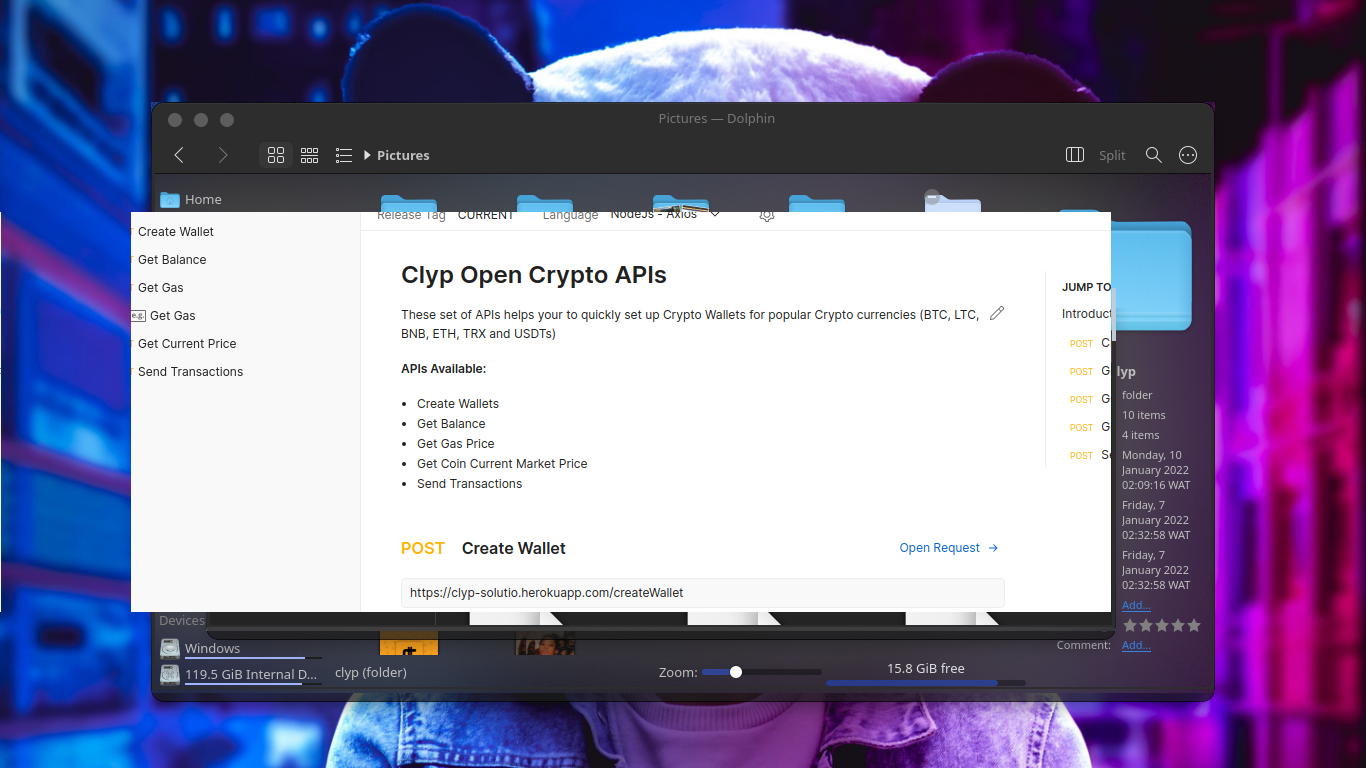 Pictures — Dolphin
Pictures
Split
Home
Release Tag CURRENT Language NodeJs - Axios
Create Wallet
Get Balance
Get Gas
e.g. Get Gas
Get Current Price
Send Transactions
Clyp Open Crypto APIs
These set of APIs helps your to quickly set up Crypto Wallets for popular Crypto currencies (BTC, LTC,
BNB, ETH, TRX and USDTs)
APIs Available:
Create Wallets
Get Balance
Get Gas Price
Get Coin Current Market Price
Send Transactions
POST Create Wallet
Open Request →
https://clyp-solutio.herokuapp.com/createWallet
JUMP TO
Introduct
POST C
POST G
POST G
POST G
POST Se
lyp
folder
10 items
4 items
Monday, 10
January 2022
02:09:16 WAT
Friday, 7
January 2022
02:32:58 WAT
Friday, 7
January 2022
02:32:58 WAT
Add...
Comment: Add...
Devices
Windows
119.5 GiB Internal D...
clyp (folder)
Zoom:
15.8 GiB free